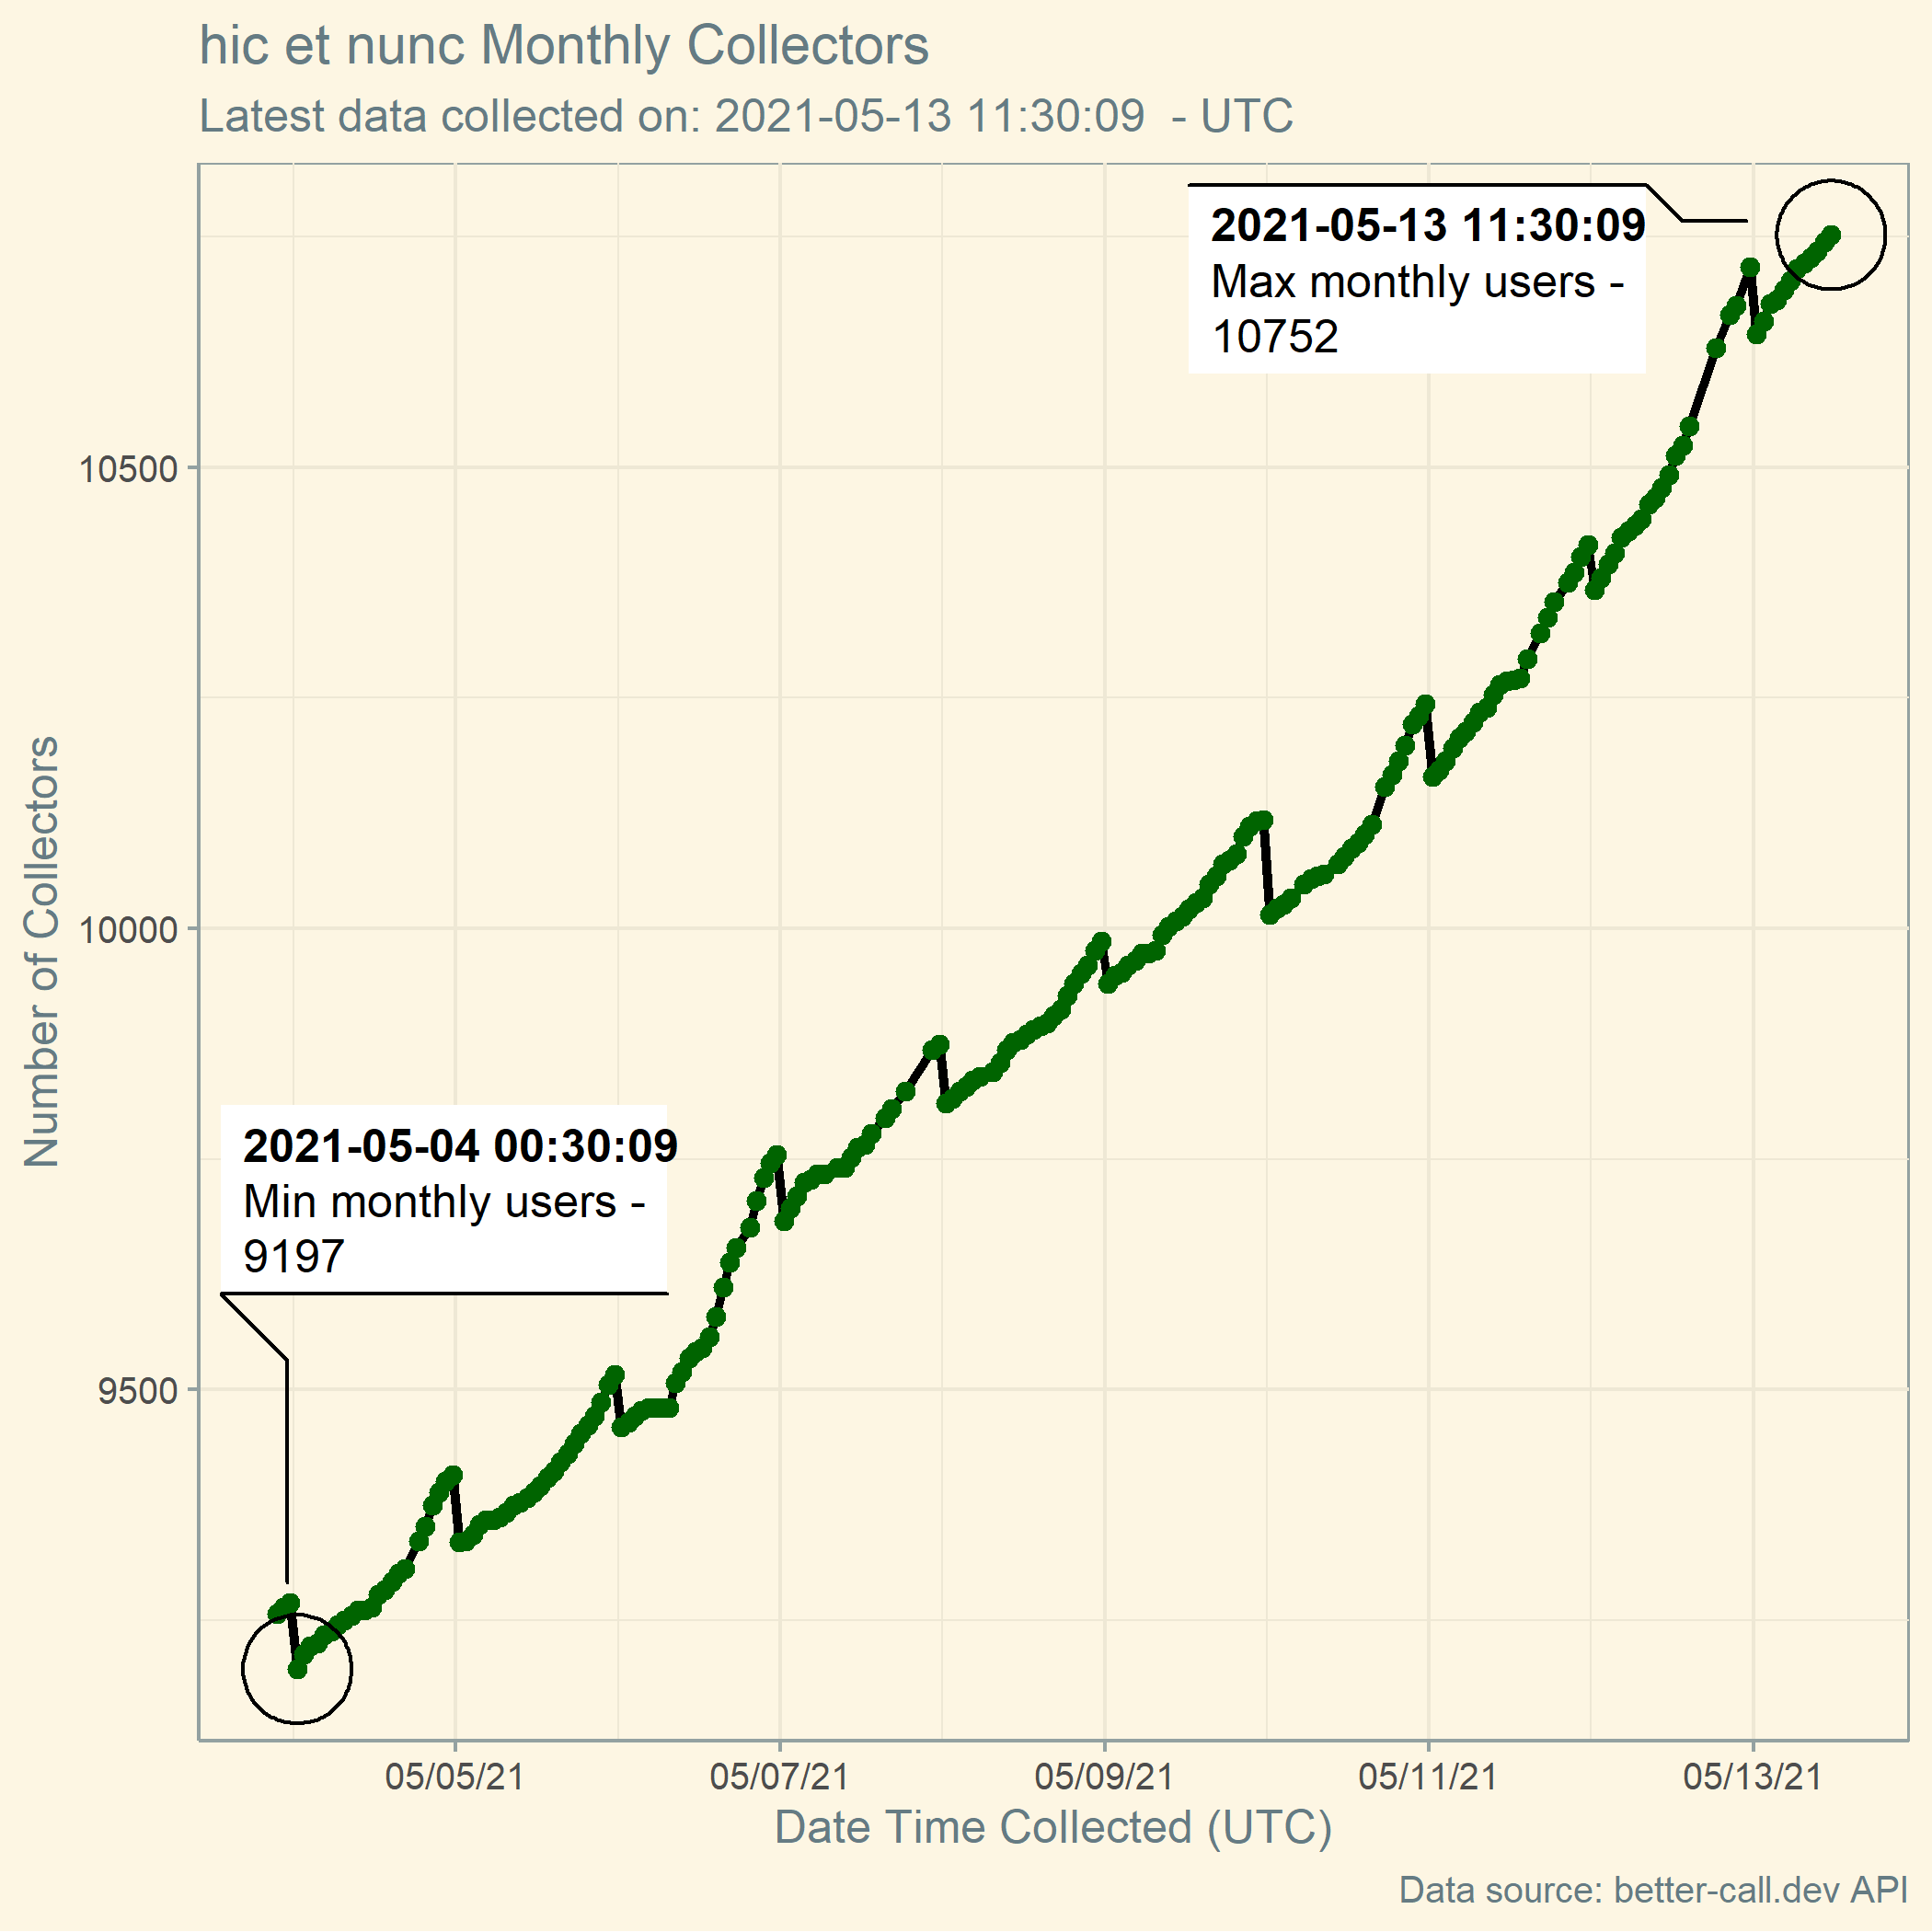 hic et nunc Monthly Collectors
Latest data collected on: 2021-05-13 11:30:09  - UTC
2021-05-13 11:30:09
Max monthly users -
10752
10500
10000
9500
Number of Collectors
2021-05-04 00:30:09
Min monthly users -
9197
05/05/21
05/07/21
05/09/21
05/11/21
05/13/21
Date Time Collected (UTC)
Data source: better-call.dev API